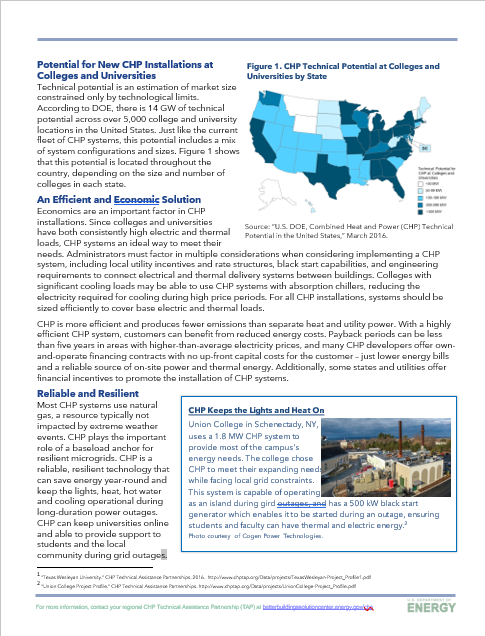 Potential for New CHP Installations at
Colleges and Universities
Technical potential is an estimation of market size
constrained only by technological limits.
According to DOE, there is 14 GW of technical
potential across over 5,000 college and university
locations in the United States. Just like the current
fleet of CHP systems, this potential includes a mix
of system configurations and sizes. Figure 1 shows
that this potential is located throughout the
country, depending on the size and number of
colleges in each state.
Figure 1. CHP Technical Potential at Colleges and
Universities by State
Technical Potential by
CHP at Colleges and
Universities
Source: "U.S. DOE, Combined Heat and Power (CHP) Technical
Potential in the United States," March 2016.
An Efficient and Economic Solution
Economics are an important factor in CHP
installations. Since colleges and universities
have both consistently high electric and thermal
loads, CHP systems an ideal way to meet their
needs. Administrators must factor in multiple considerations when considering implementing a CHP
system, including local utility incentives and rate structures, black start capabilities, and engineering
requirements to connect electrical and thermal delivery systems between buildings. Colleges with
significant cooling loads may be able to use CHP systems with absorption chillers, reducing the
electricity required for cooling during high price periods. For all CHP installations, systems should be
sized efficiently to cover base electric and thermal loads.
CHP is more efficient and produces fewer emissions than separate heat and utility power. With a highly
efficient CHP system, customers can benefit from reduced energy costs. Payback periods can be less
than five years in areas with higher-than-average electricity prices, and many CHP developers offer own-
and-operate financing contracts with no up-front capital costs for the customer – just lower energy bills
and a reliable source of on-site power and thermal energy. Additionally, some states and utilities offer
financial incentives to promote the installation of CHP systems.
Reliable and Resilient
Most CHP systems use natural
gas, a resource typically not
impacted by extreme weather
events. CHP plays the important
role of a baseload anchor for
resilient microgrids. CHP is a
reliable, resilient technology that
can save energy year-round and
keep the lights, heat, hot water
and cooling operational during
long-duration power outages.
CHP can keep universities online
and able to provide support to
students and the local
community during grid outages.
CHP Keeps the Lights and Heat On
Union College in Schenectady, NY,
uses a 1.8 MW CHP system to
provide most of the campus's
energy needs. The college chose
CHP to meet their expanding needs
while facing local grid constraints.
This system is capable of operating
as an island during gird outages, and has a 500 kW black start
generator which enables it to be started during an outage, ensuring
students and faculty can have thermal and electric energy.2
Photo courtesy of Cogen Power Technologies.
1 "Texas Wesleyan University." CHP Technical Assistance Partnerships. 2016. http://www.chptap.org/Data/projects/TexasWesleyan-Project_Profile1.pdf
2 "Union College Project Profile." CHP Technical Assistance Partnerships. http://www.chptap.org/Data/projects/UnionCollege-Project_Profile.pdf
For more information, contact your regional CHP Technical Assistance Partnership (TAP) at betterbuildingssolutioncenter.energy.gov/chp
U.S. DEPARTMENT OF
ENERGY